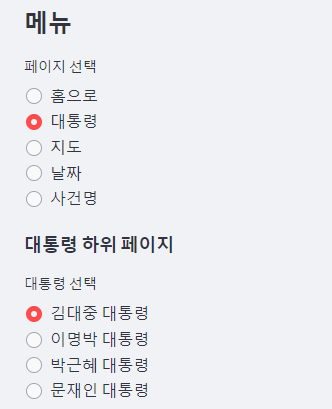 메뉴
페이지 선택
홈으로
대통령
지도
날짜
사건명
대통령 하위 페이지
대통령 선택
김대중 대통령
이명박 대통령
박근혜 대통령
문재인 대통령